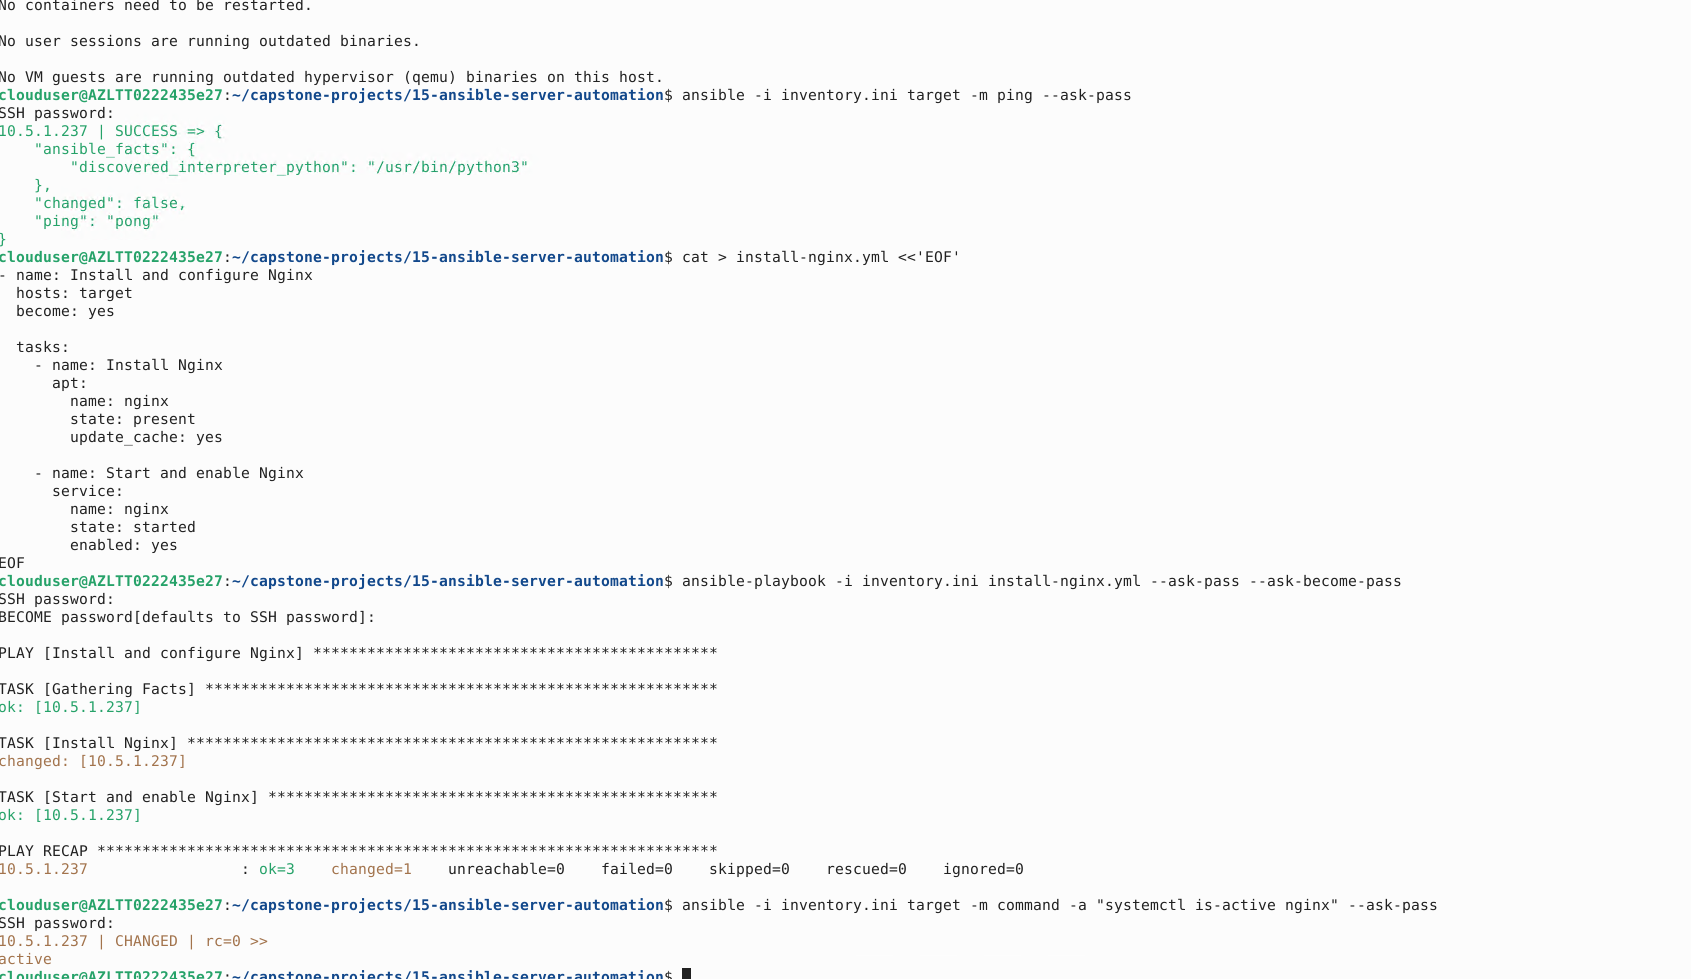 No containers need to be restarted.

No user sessions are running outdated binaries.

No VM guests are running outdated hypervisor (qemu) binaries on this host.
clouduser@AZLTT0222435e27:~/capstone-projects/15-ansible-server-automation$ ansible -i inventory.ini target -m ping --ask-pass
SSH password:
10.5.1.237 | SUCCESS => {
    "ansible_facts": {
        "discovered_interpreter_python": "/usr/bin/python3"
    },
    "changed": false,
    "ping": "pong"
}
clouduser@AZLTT0222435e27:~/capstone-projects/15-ansible-server-automation$ cat > install-nginx.yml <<'EOF'
- name: Install and configure Nginx
  hosts: target
  become: yes

  tasks:
    - name: Install Nginx
      apt:
        name: nginx
        state: present
        update_cache: yes

    - name: Start and enable Nginx
      service:
        name: nginx
        state: started
        enabled: yes
EOF
clouduser@AZLTT0222435e27:~/capstone-projects/15-ansible-server-automation$ ansible-playbook -i inventory.ini install-nginx.yml --ask-pass --ask-become-pass
SSH password:
BECOME password[defaults to SSH password]:

PLAY [Install and configure Nginx] *********************************************

TASK [Gathering Facts] *********************************************************
ok: [10.5.1.237]

TASK [Install Nginx] ***********************************************************
changed: [10.5.1.237]

TASK [Start and enable Nginx] **************************************************
ok: [10.5.1.237]

PLAY RECAP *********************************************************************
10.5.1.237                 : ok=3    changed=1    unreachable=0    failed=0    skipped=0    rescued=0    ignored=0

clouduser@AZLTT0222435e27:~/capstone-projects/15-ansible-server-automation$ ansible -i inventory.ini target -m command -a "systemctl is-active nginx" --ask-pass
SSH password:
10.5.1.237 | CHANGED | rc=0 >>
active
clouduser@AZLTT0222435e27:~/capstone-projects/15-ansible-server-automation$